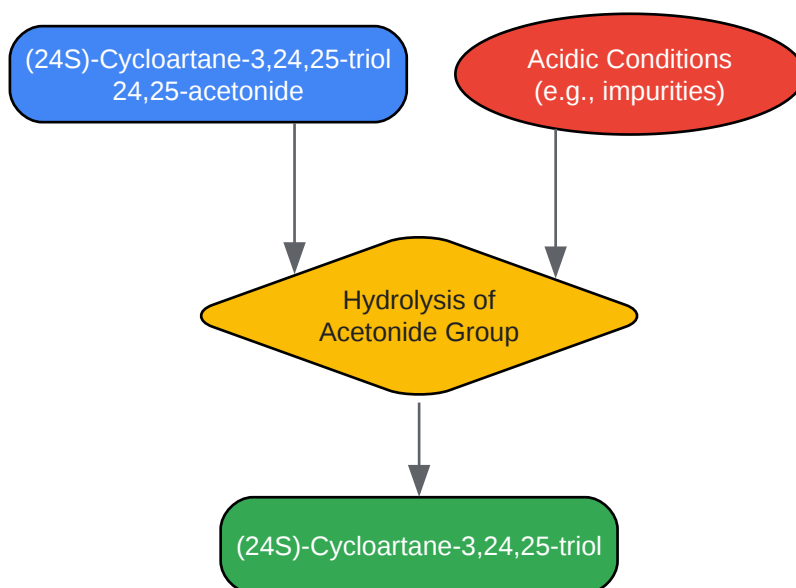 (24S)-Cycloartane-3,24,25-triol
24,25-acetonide
Acidic Conditions
(e.g., impurities)
Hydrolysis of
Acetonide Group
(24S)-Cycloartane-3,24,25-triol